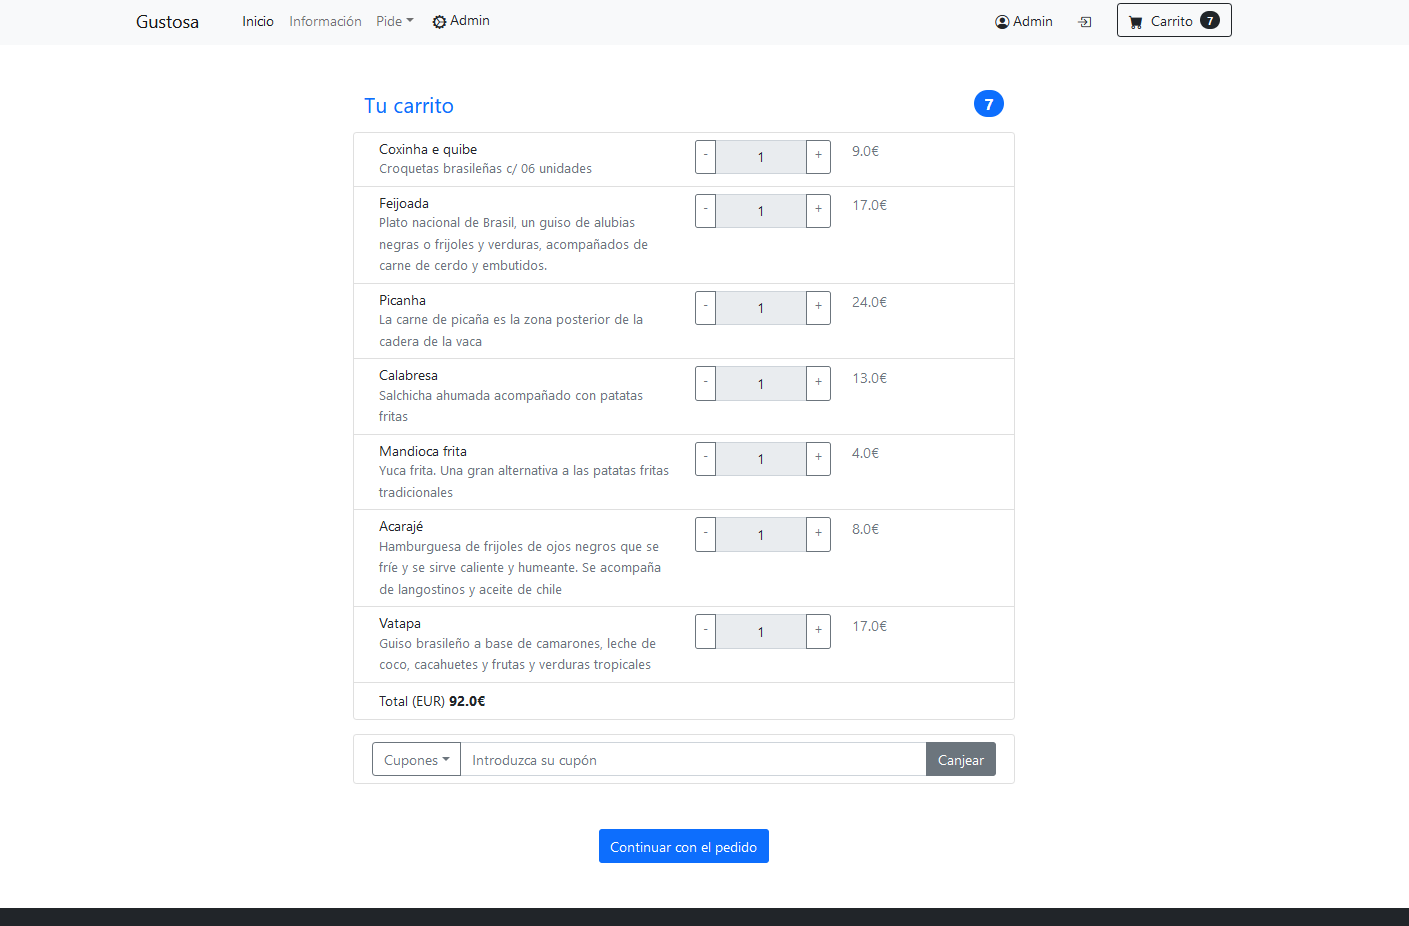 Gustosa Inicio Información Pide Admin Admin Carrito 7
Tu carrito 7
Coxinha e quibe - 1 + 9.0€
Croquetas brasileñas c/ 06 unidades
Feijoada - 1 + 17.0€
Plato nacional de Brasil, un guiso de alubias
negras o frijoles y verduras, acompañados de
carne de cerdo y embutidos.
Picanha - 1 + 24.0€
La carne de picaña es la zona posterior de la
cadera de la vaca
Calabresa - 1 + 13.0€
Salchicha ahumada acompañado con patatas
fritas
Mandioca frita - 1 + 4.0€
Yuca frita. Una gran alternativa a las patatas fritas
tradicionales
Acarajé - 1 + 8.0€
Hamburguesa de frijoles de ojos negros que se
fríe y se sirve caliente y humeante. Se acompaña
de langostinos y aceite de chile
Vatapa - 1 + 17.0€
Guiso brasileño a base de camarones, leche de
coco, cacahuetes y frutas y verduras tropicales
Total (EUR) 92.0€
Cupones Introduzca su cupón Canjear
Continuar con el pedido